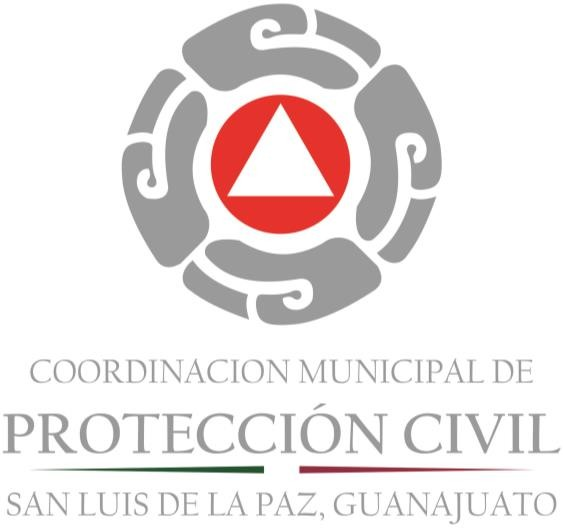 COORDINACION MUNICIPAL DE
PROTECCIÓN CIVIL
SAN LUIS DE LA PAZ, GUANAJUATO